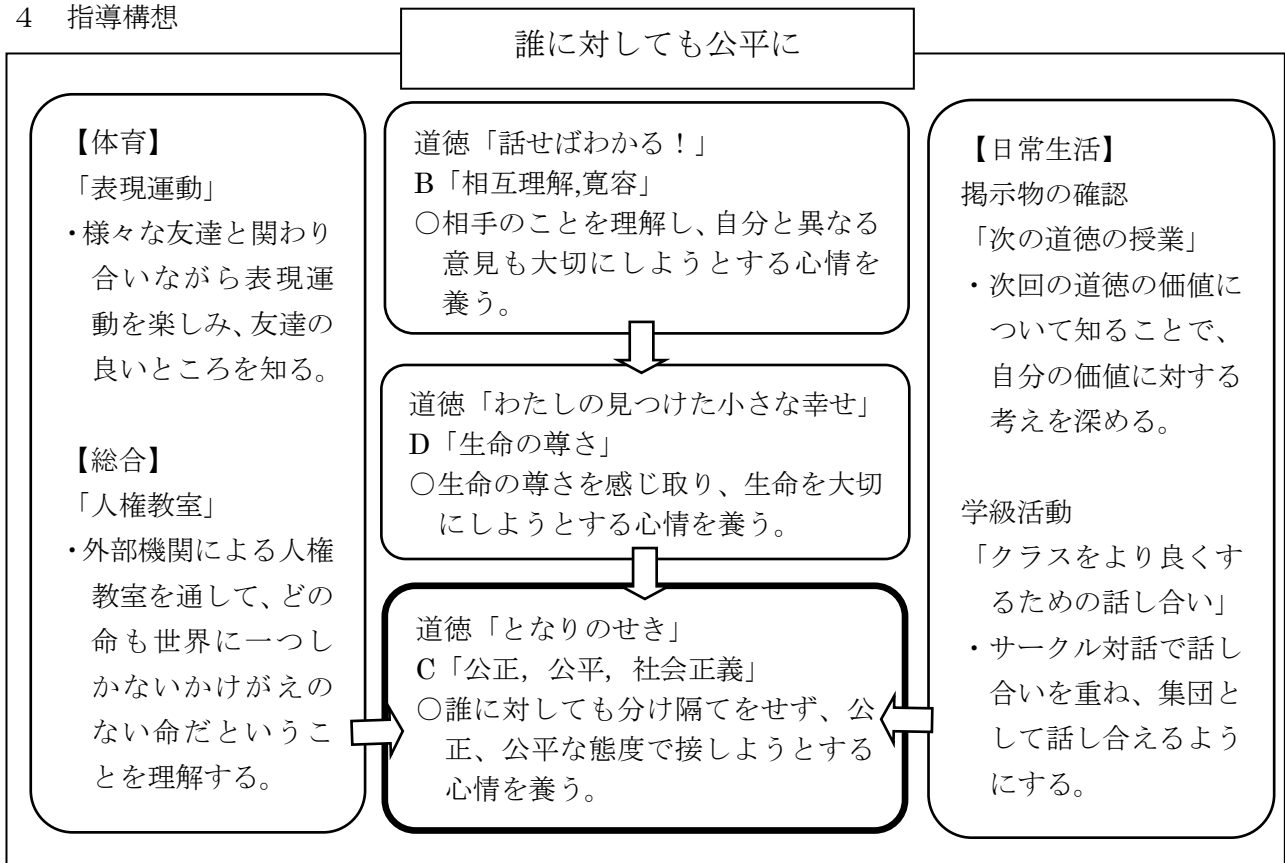 4 指導構想
誰に対しても公平に
【体育】
「表現運動」
・様々な友達と関わり
合いながら表現運
動を楽しみ、友達の
良いところを知る。
【総合】
「人権教室」
・外部機関による人権
教室を通して、どの
命も世界に一つし
かないかけがえの
ない命だというこ
とを理解する。
道徳「話せばわかる！」
B「相互理解,寛容」
○相手のことを理解し、自分と異なる
意見も大切にしようとする心情を
養う。
道徳「わたしの見つけた小さな幸せ」
D「生命の尊さ」
○生命の尊さを感じ取り、生命を大切
にしようとする心情を養う。
道徳「となりのせき」
C「公正，公平，社会正義」
○誰に対しても分け隔てをせず、公
正、公平な態度で接しようとする
心情を養う。
【日常生活】
掲示物の確認
「次の道徳の授業」
・次回の道徳の価値に
ついて知ることで、
自分の価値に対する
考えを深める。
学級活動
「クラスをより良くす
るための話し合い」
・サークル対話で話し
合いを重ね、集団と
して話し合えるよう
にする。